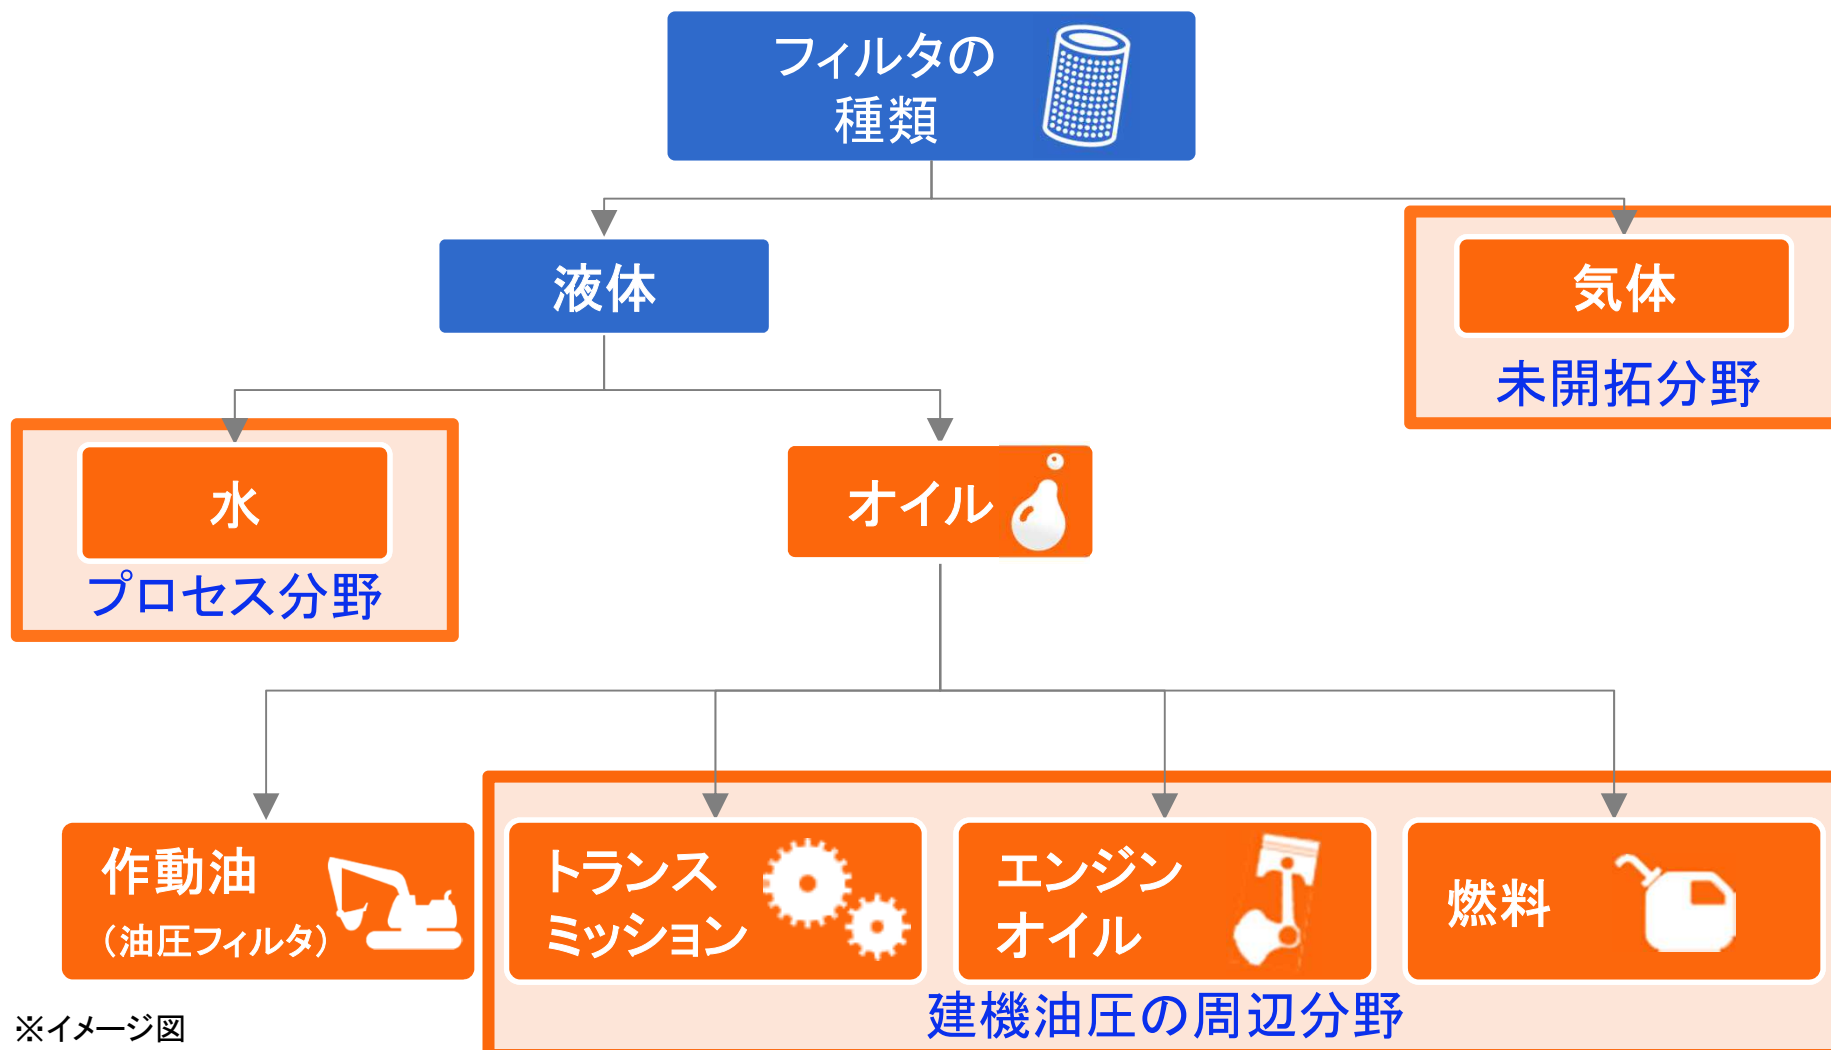 フィルタの
種類
液体
気体
未開拓分野
水
オイル
プロセス分野
作動油
（油圧フィルタ）
トランス
ミッション
エンジン
オイル
燃料
建機油圧の周辺分野
※イメージ図